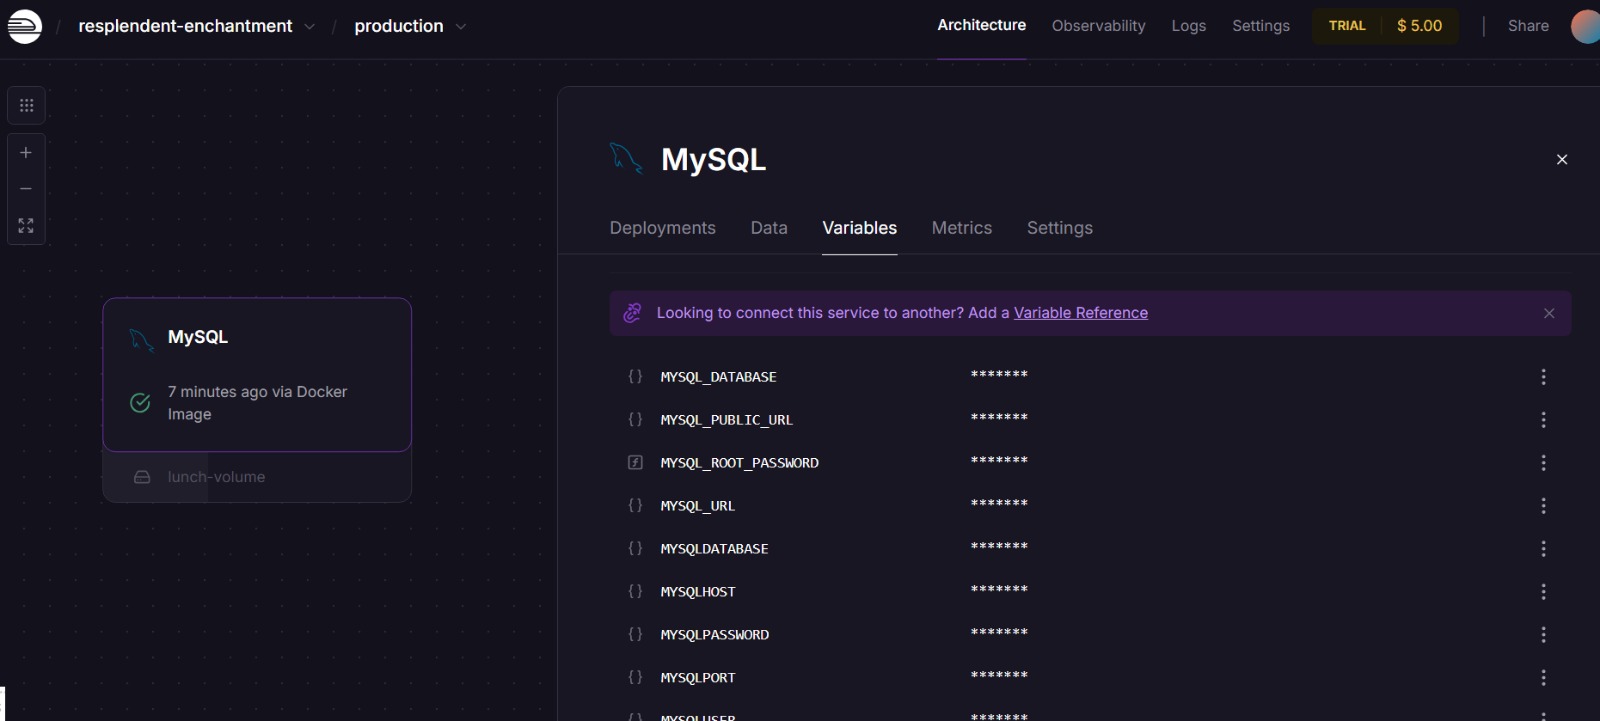 / resplendent-enchantment / production
Architecture Observability Logs Settings TRIAL $ 5.00 Share
MySQL
Deployments Data Variables Metrics Settings
Looking to connect this service to another? Add a Variable Reference
MySQL
7 minutes ago via Docker
Image
lunch-volume
{} MYSQL_DATABASE *******
{} MYSQL_PUBLIC_URL *******
MYSQL_ROOT_PASSWORD *******
{} MYSQL_URL *******
{} MYSQLDATABASE *******
{} MYSQLHOST *******
{} MYSQLPASSWORD *******
{} MYSQLPORT *******
{} MYSQLUSER *******